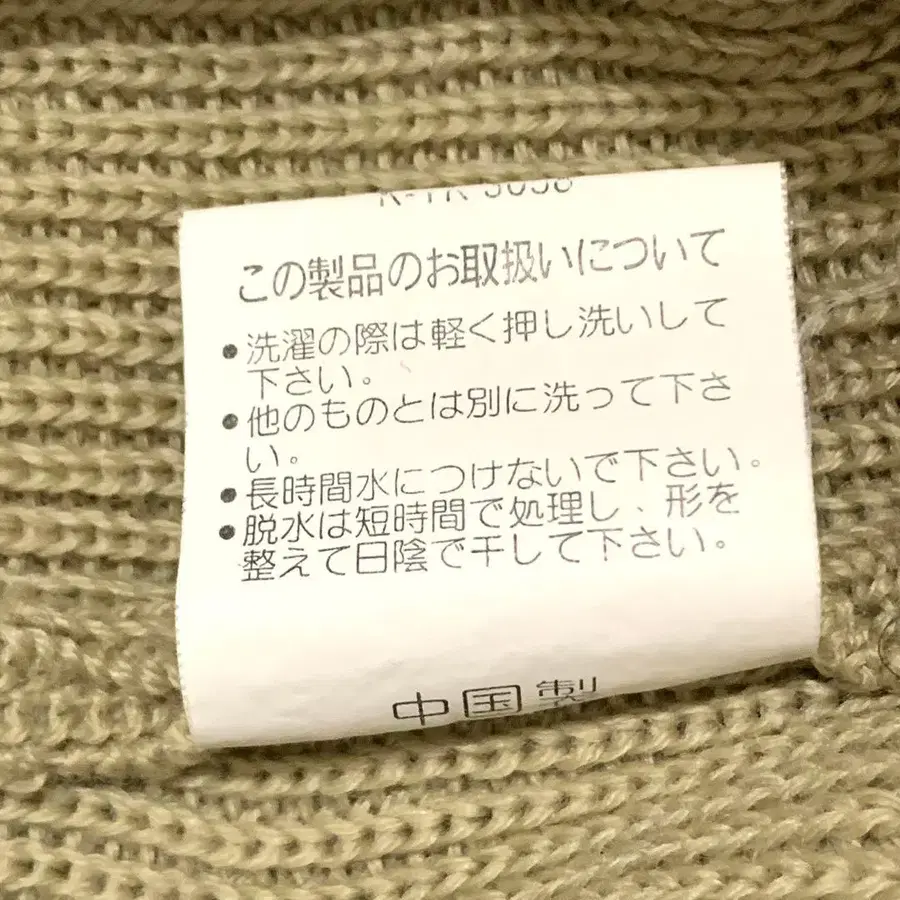 この製品のお取扱いについて
●洗濯の際は軽く押し洗いして
下さい。
●他のものとは別に洗って下さ
い。
●長時間水につけないで下さい。
●脱水は短時間で処理し、形を
整えて日陰で干して下さい。
中国製